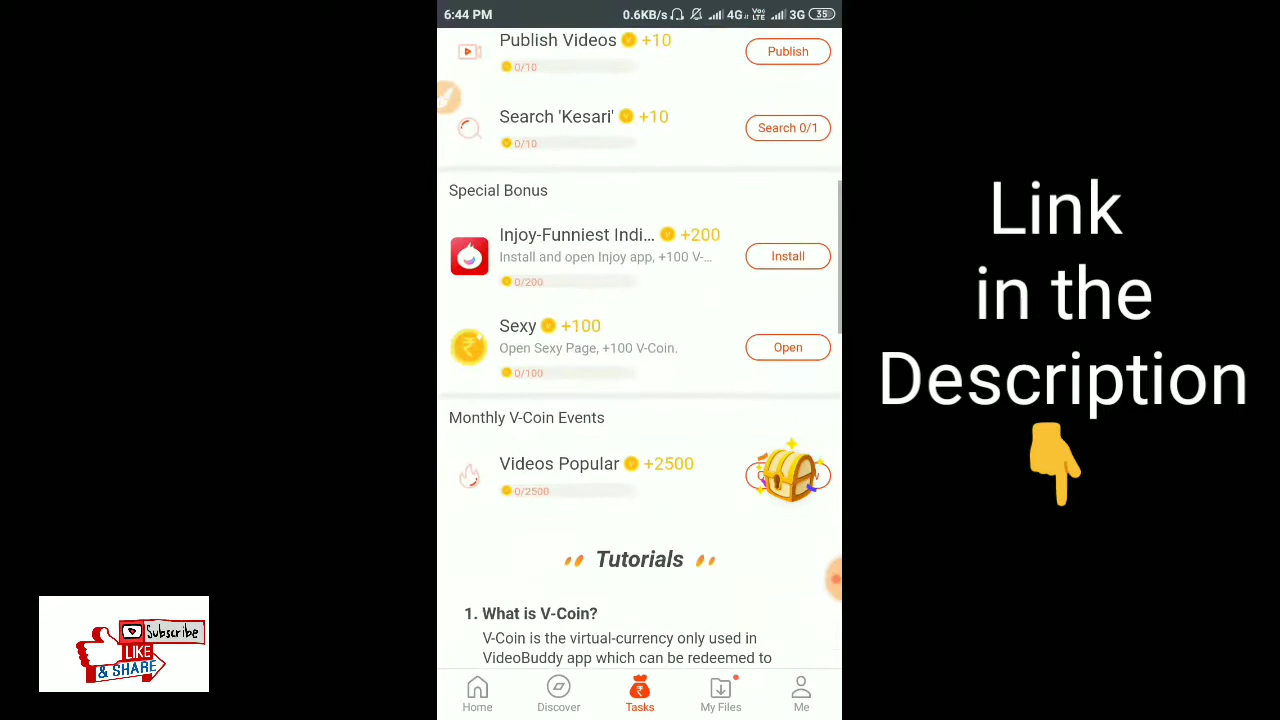 6:44 PM
0.6KB/s 4G Vo LTE 3G 35
Publish Videos +10
0/10
Publish
Search 'Kesari' +10
0/10
Search 0/1
Special Bonus
Injoy-Funniest Indi... +200
Install and open Injoy app, +100 V-...
0/200
Install
Sexy +100
Open Sexy Page, +100 V-Coin.
0/100
Open
Monthly V-Coin Events
Videos Popular +2500
0/2500
Tutorials
1. What is V-Coin?
V-Coin is the virtual-currency only used in
VideoBuddy app which can be redeemed to
Home
Discover
Tasks
My Files
Me
Link
in the
Description
Subscribe
LIKE
& SHARE